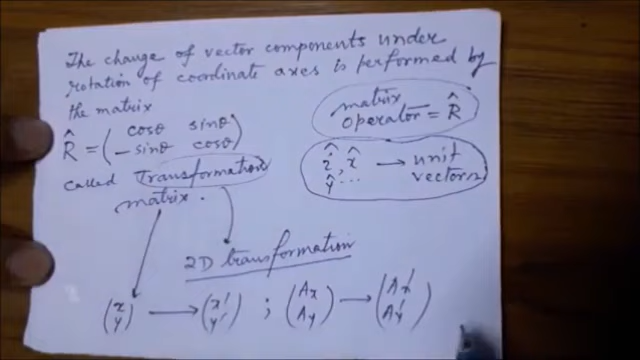 The change of vector components under
rotation of coordinate axes is performed by
the matrix
R̂ = ( cosθ sinθ
-sinθ cosθ )
called Transformation
matrix.
matrix
operator = R̂
î, x̂ → unit
ŷ ... vectors
2D transformation
(x y) → (x' y') ; (Ax Ay) → (Ax' Ay')